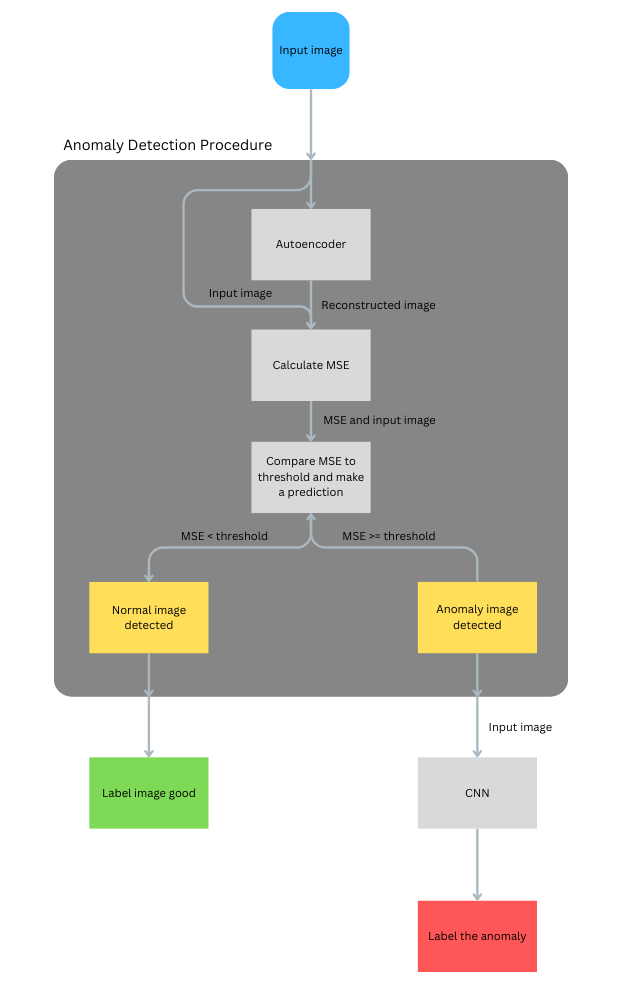 Input image
Anomaly Detection Procedure
Autoencoder
Input image
Reconstructed image
Calculate MSE
MSE and input image
Compare MSE to
threshold and make
a prediction
MSE < threshold
MSE >= threshold
Normal image
detected
Anomaly image
detected
Input image
Label image good
CNN
Label the anomaly